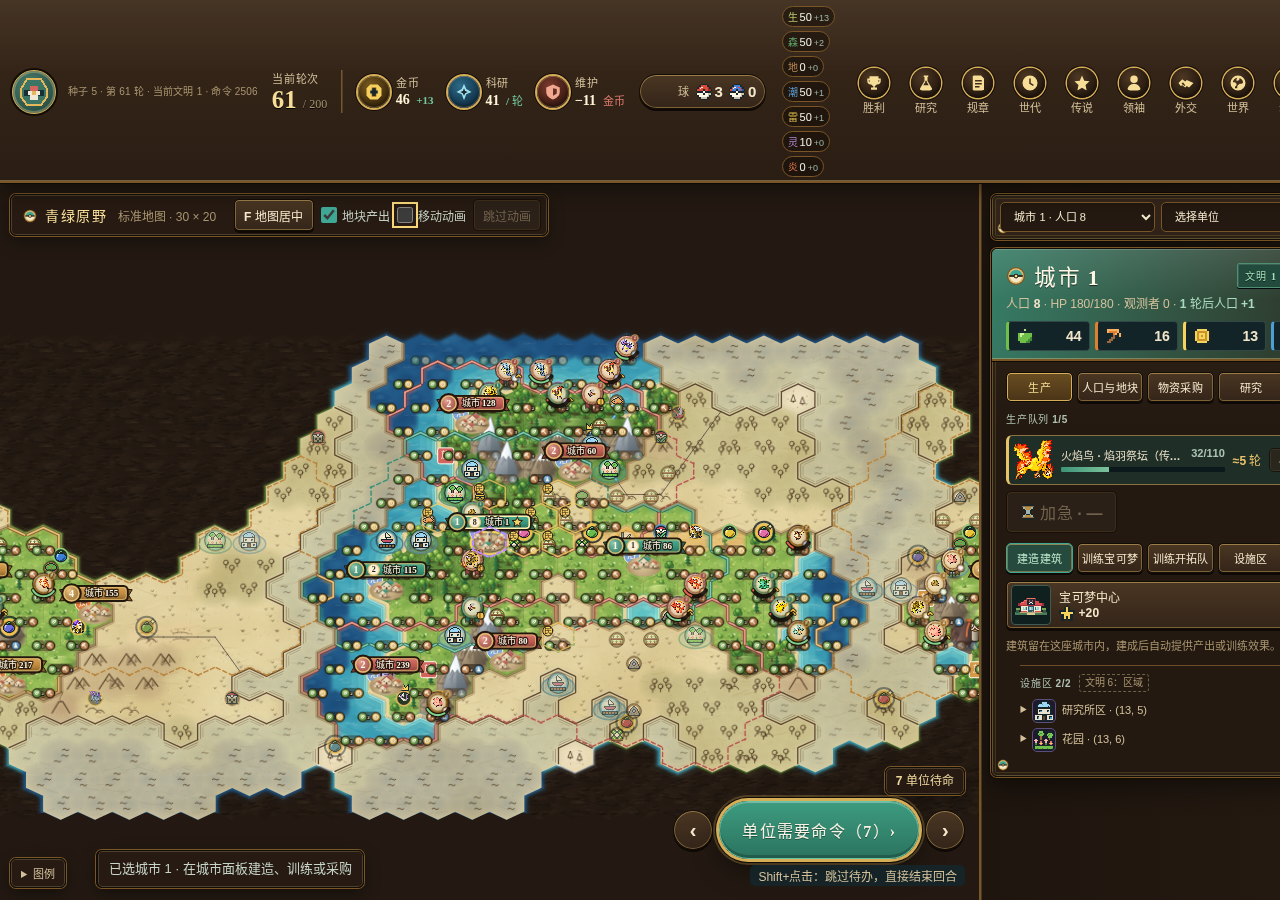 种子 5 · 第 61 轮 · 当前文明 1 · 命令 2506
当前轮次
61 / 200
金币
46 +13
科研
41 / 轮
维护
−11 金币
球 3 0
生 50 +13
森 50 +2
地 0 +0
潮 50 +1
雷 50 +1
灵 10 +0
炎 0 +0
胜利
研究
规章
世代
传说
领袖
外交
世界
青绿原野 标准地图 · 30 × 20
F 地图居中
地块产出
移动动画
跳过动画
城市 1 · 人口 8
选择单位
城市 1
文明 1
人口 8 · HP 180/180 · 观测者 0 · 1 轮后人口 +1
44
16
13
生产
人口与地块
物资采购
研究
生产队列 1/5
火焰鸟 · 焰羽祭坛（传… 32/110 ≈5 轮
加急 · —
建造建筑
训练宝可梦
训练开拓队
设施区
宝可梦中心
+20
建筑留在这座城市内，建成后自动提供产出或训练效果。
设施区 2/2 文明 6：区域
研究所区 · (13, 5)
花园 · (13, 6)
2 城市 128
2 城市 60
1 8 城市 1 ★
1 1 城市 86
1 2 城市 115
4 城市 155
2 城市 80
2 城市 239
城市 217
7 单位待命
‹
单位需要命令（7）›
›
Shift+点击：跳过待办，直接结束回合
图例
已选城市 1 · 在城市面板建造、训练或采购